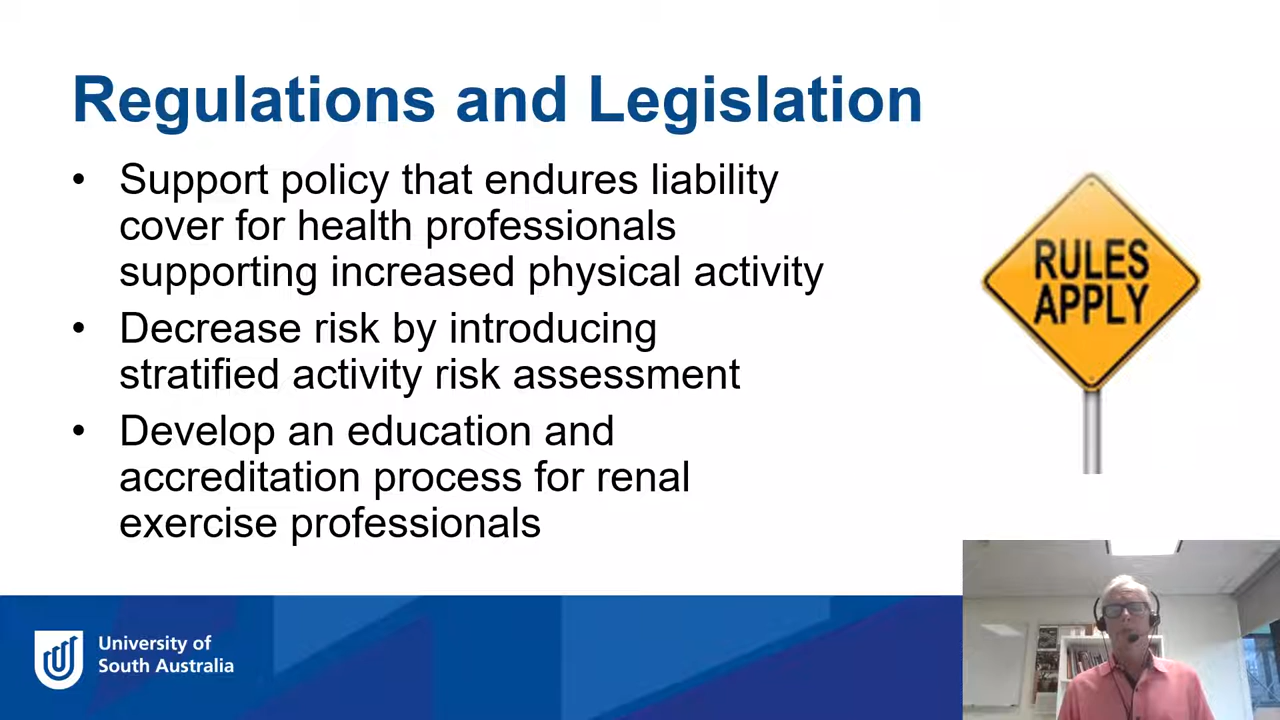 Regulations and Legislation
• Support policy that endures liability
cover for health professionals
supporting increased physical activity
• Decrease risk by introducing
stratified activity risk assessment
• Develop an education and
accreditation process for renal
exercise professionals
RULES
APPLY
University of
South Australia